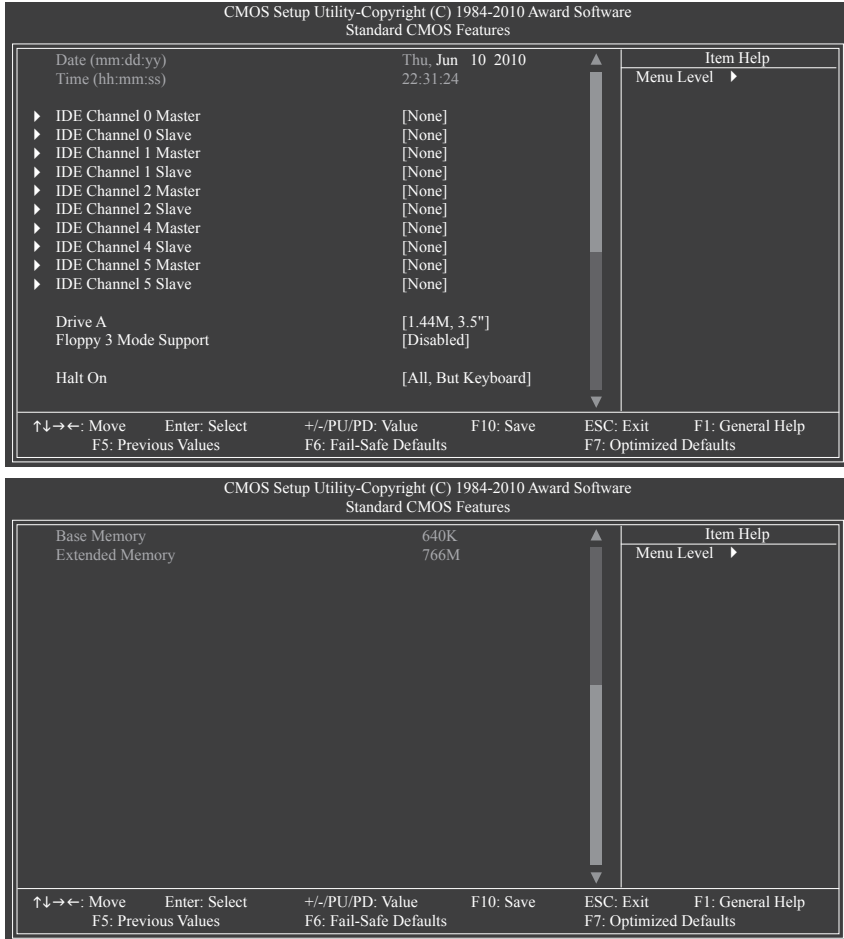 CMOS Setup Utility-Copyright (C) 1984-2010 Award Software
Standard CMOS Features
Date (mm:dd:yy) Thu, Jun 10 2010
Time (hh:mm:ss) 22:31:24
IDE Channel 0 Master [None]
IDE Channel 0 Slave [None]
IDE Channel 1 Master [None]
IDE Channel 1 Slave [None]
IDE Channel 2 Master [None]
IDE Channel 2 Slave [None]
IDE Channel 4 Master [None]
IDE Channel 4 Slave [None]
IDE Channel 5 Master [None]
IDE Channel 5 Slave [None]
Drive A [1.44M, 3.5"]
Floppy 3 Mode Support [Disabled]
Halt On [All, But Keyboard]
Item Help
Menu Level
↑↓→←: Move Enter: Select +/-/PU/PD: Value F10: Save ESC: Exit F1: General Help
F5: Previous Values F6: Fail-Safe Defaults F7: Optimized Defaults
CMOS Setup Utility-Copyright (C) 1984-2010 Award Software
Standard CMOS Features
Base Memory 640K
Extended Memory 766M
Item Help
Menu Level
↑↓→←: Move Enter: Select +/-/PU/PD: Value F10: Save ESC: Exit F1: General Help
F5: Previous Values F6: Fail-Safe Defaults F7: Optimized Defaults